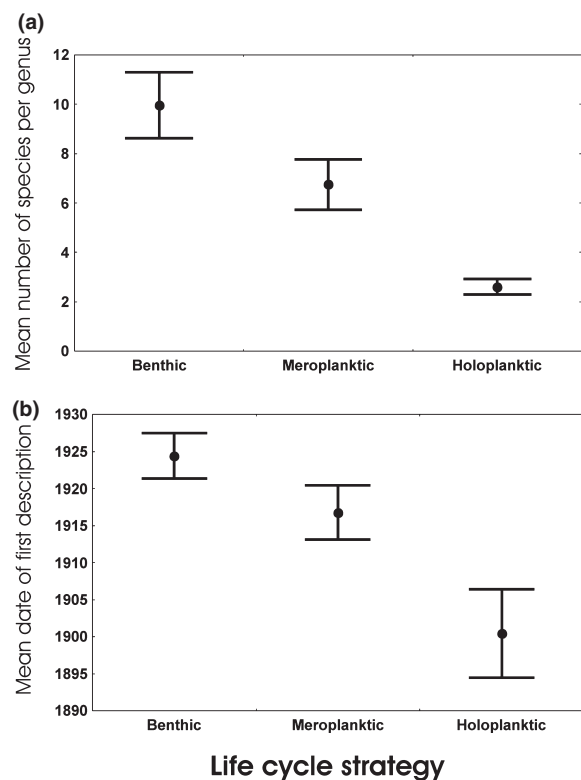 (a)
Mean number of species per genus
12
10
8
6
4
2
0
Benthic Meroplanktic Holoplanktic
(b)
Mean date of first description
1930
1925
1920
1915
1910
1905
1900
1895
1890
Benthic Meroplanktic Holoplanktic
Life cycle strategy